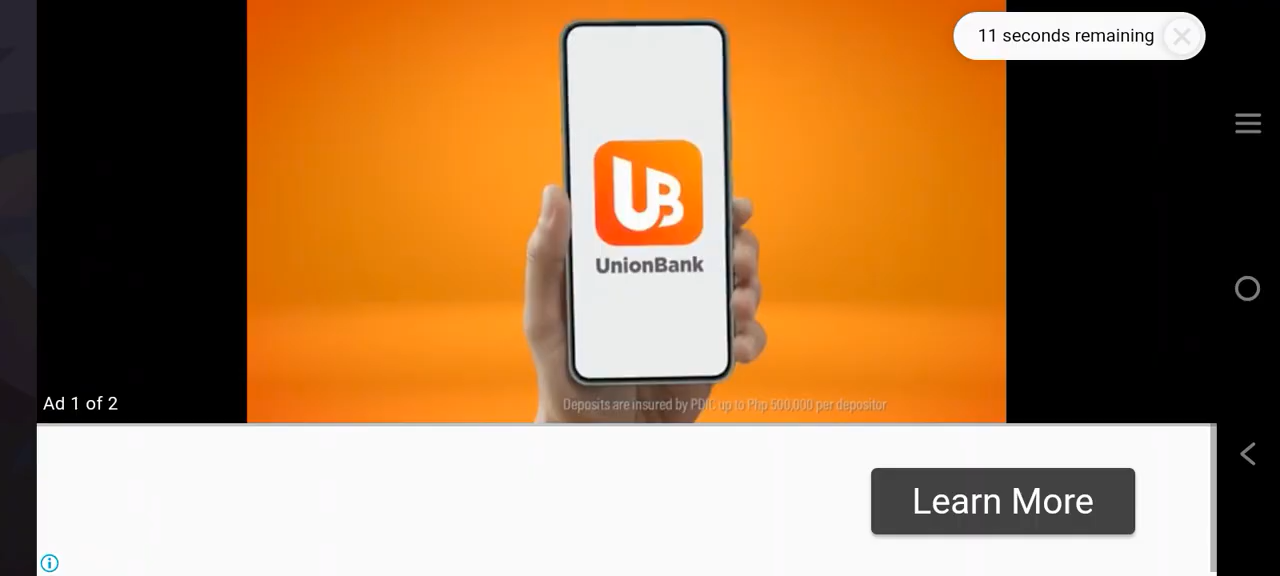 11 seconds remaining
UB
UnionBank
Ad 1 of 2
Deposits are insured by PDIC up to Php 500,000 per depositor
Learn More